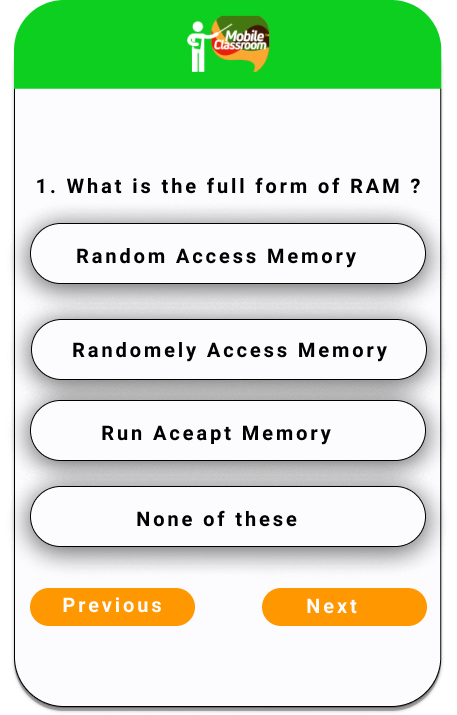 Mobile
Classroom
1. What is the full form of RAM ?
Random Access Memory
Randomely Access Memory
Run Aceapt Memory
None of these
Previous
Next